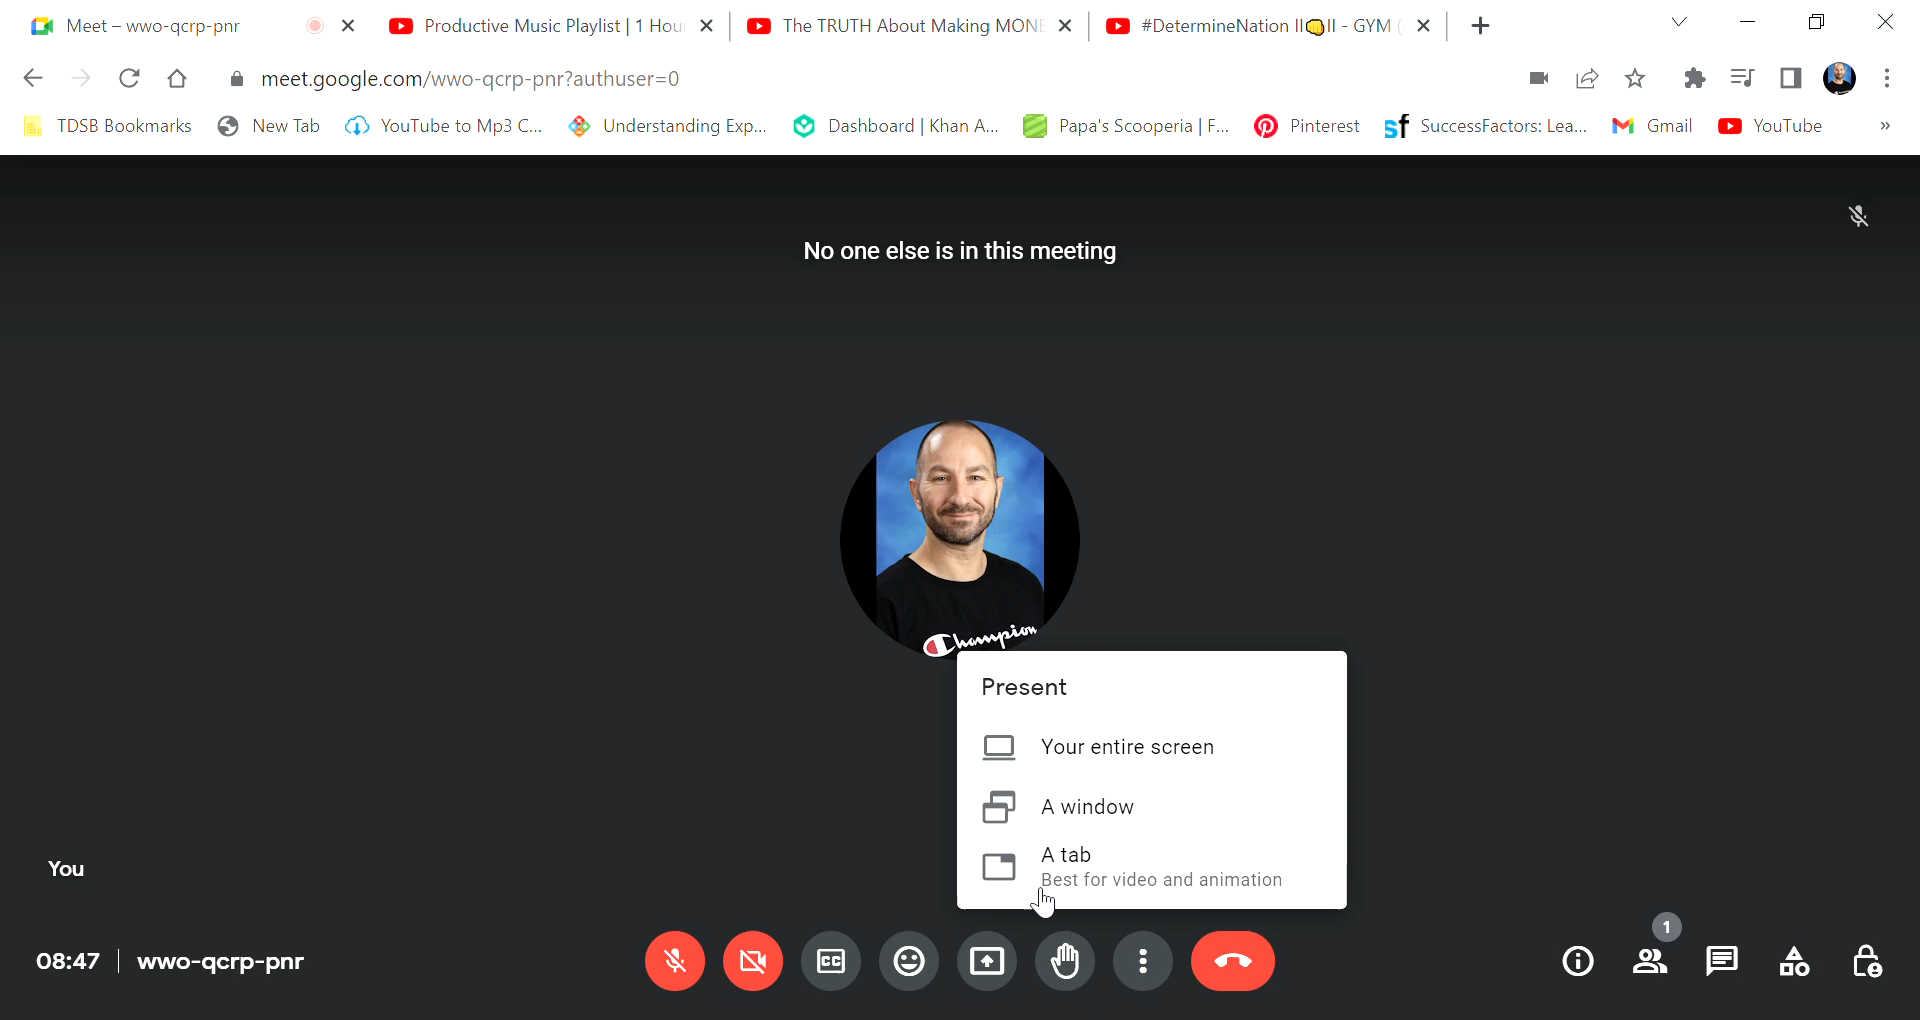 Meet – wwo-qcrp-pnr
Productive Music Playlist | 1 Hou
The TRUTH About Making MONE
#DetermineNation II👊II - GYM (
meet.google.com/wwo-qcrp-pnr?authuser=0
TDSB Bookmarks
New Tab
YouTube to Mp3 C...
Understanding Exp...
Dashboard | Khan A...
Papa's Scooperia | F...
Pinterest
sf SuccessFactors: Lea...
Gmail
YouTube
»
No one else is in this meeting
Champion
Present
Your entire screen
A window
A tab
Best for video and animation
You
08:47 | wwo-qcrp-pnr
CC
1